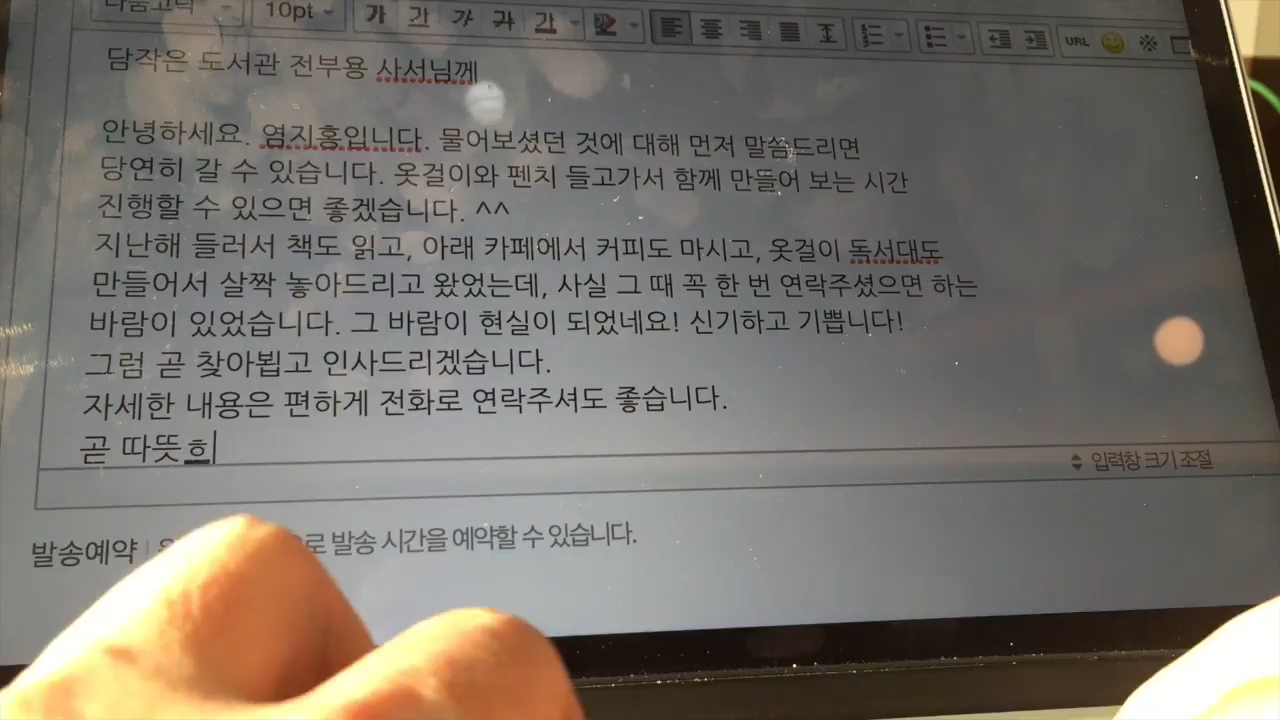 10pt 가 가 가 가 가 URL
담작은 도서관 전부용 사서님께
안녕하세요. 염지홍입니다. 물어보셨던 것에 대해 먼저 말씀드리면
당연히 갈 수 있습니다. 옷걸이와 펜치 들고가서 함께 만들어 보는 시간
진행할 수 있으면 좋겠습니다. ^^
지난해 들러서 책도 읽고, 아래 카페에서 커피도 마시고, 옷걸이 독서대도
만들어서 살짝 놓아드리고 왔었는데, 사실 그 때 꼭 한 번 연락주셨으면 하는
바람이 있었습니다. 그 바람이 현실이 되었네요! 신기하고 기쁩니다!
그럼 곧 찾아뵙고 인사드리겠습니다.
자세한 내용은 편하게 전화로 연락주셔도 좋습니다.
곧 따뜻흐
입력창 크기 조절
발송예약 | 발송 시간을 예약할 수 있습니다.